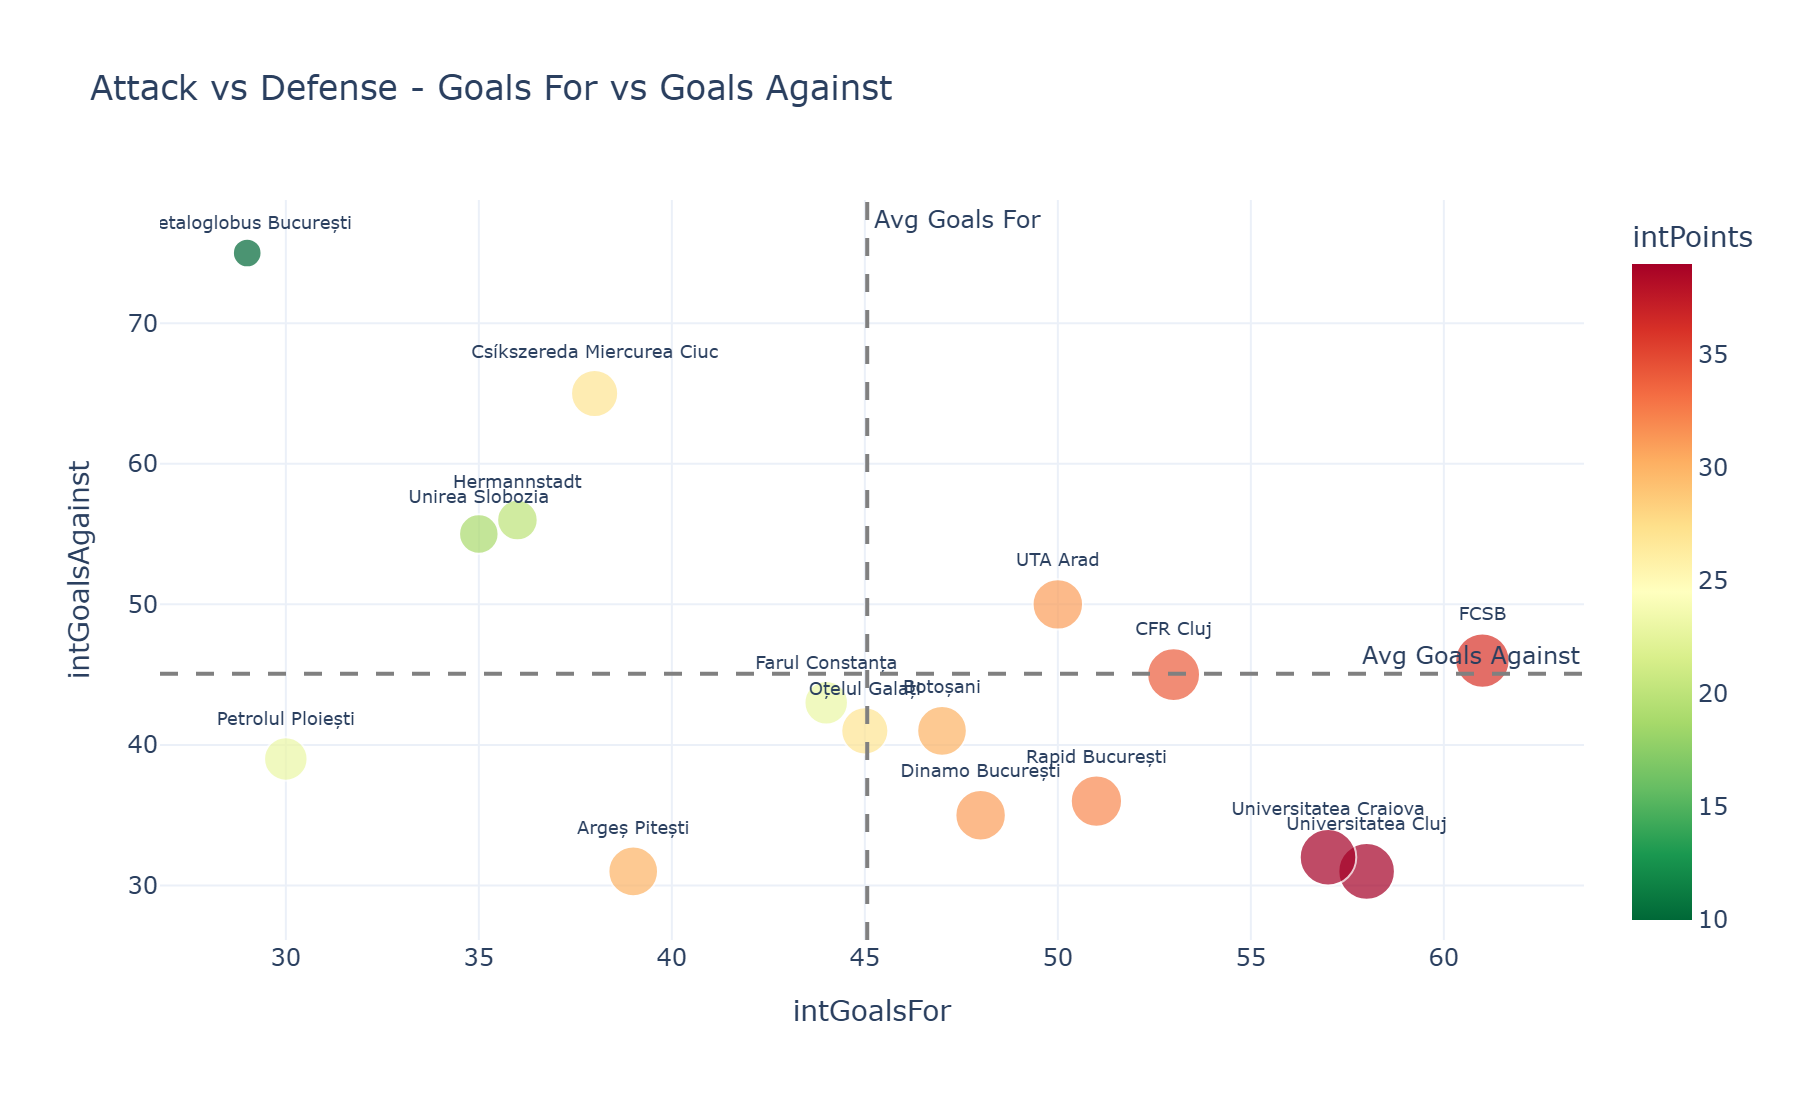 Attack vs Defense - Goals For vs Goals Against
etaloglobus București
Avg Goals For
intPoints
Csíkszereda Miercurea Ciuc
Hermannstadt
Unirea Slobozia
UTA Arad
FCSB
CFR Cluj
Avg Goals Against
Farul Constanța
Oțelul Galați
Botoșani
Petrolul Ploiești
Rapid București
Dinamo București
Universitatea Craiova
Universitatea Cluj
Argeș Pitești
70
60
50
40
30
intGoalsAgainst
30
35
40
45
50
55
60
intGoalsFor
35
30
25
20
15
10